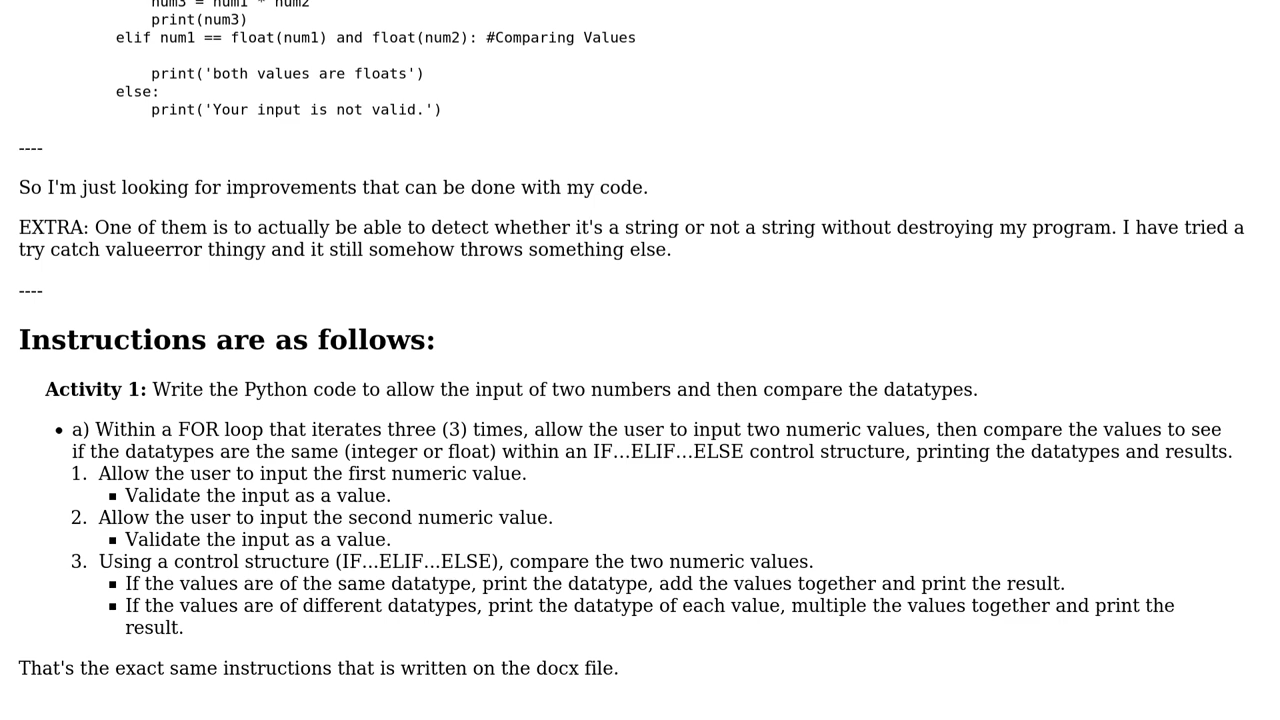 num3 = num1 * num2
print(num3)
elif num1 == float(num1) and float(num2): #Comparing Values
print('both values are floats')
else:
print('Your input is not valid.')
----
So I'm just looking for improvements that can be done with my code.
EXTRA: One of them is to actually be able to detect whether it's a string or not a string without destroying my program. I have tried a
try catch valueerror thingy and it still somehow throws something else.
----
Instructions are as follows:
Activity 1: Write the Python code to allow the input of two numbers and then compare the datatypes.
• a) Within a FOR loop that iterates three (3) times, allow the user to input two numeric values, then compare the values to see
if the datatypes are the same (integer or float) within an IF…ELIF…ELSE control structure, printing the datatypes and results.
1. Allow the user to input the first numeric value.
▪ Validate the input as a value.
2. Allow the user to input the second numeric value.
▪ Validate the input as a value.
3. Using a control structure (IF…ELIF…ELSE), compare the two numeric values.
▪ If the values are of the same datatype, print the datatype, add the values together and print the result.
▪ If the values are of different datatypes, print the datatype of each value, multiple the values together and print the
result.
That's the exact same instructions that is written on the docx file.